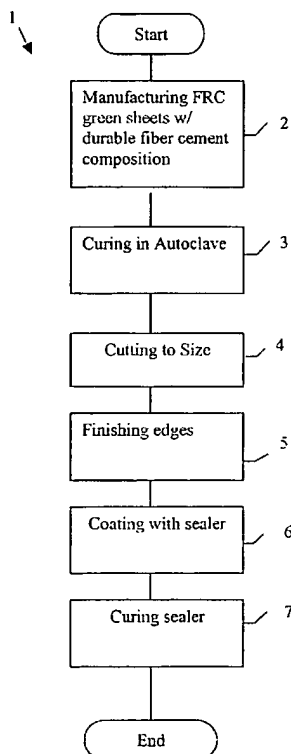 1
Start
Manufacturing FRC
green sheets w/
durable fiber cement
composition
2
Curing in Autoclave
3
Cutting to Size
4
Finishing edges
5
Coating with sealer
6
Curing sealer
7
End